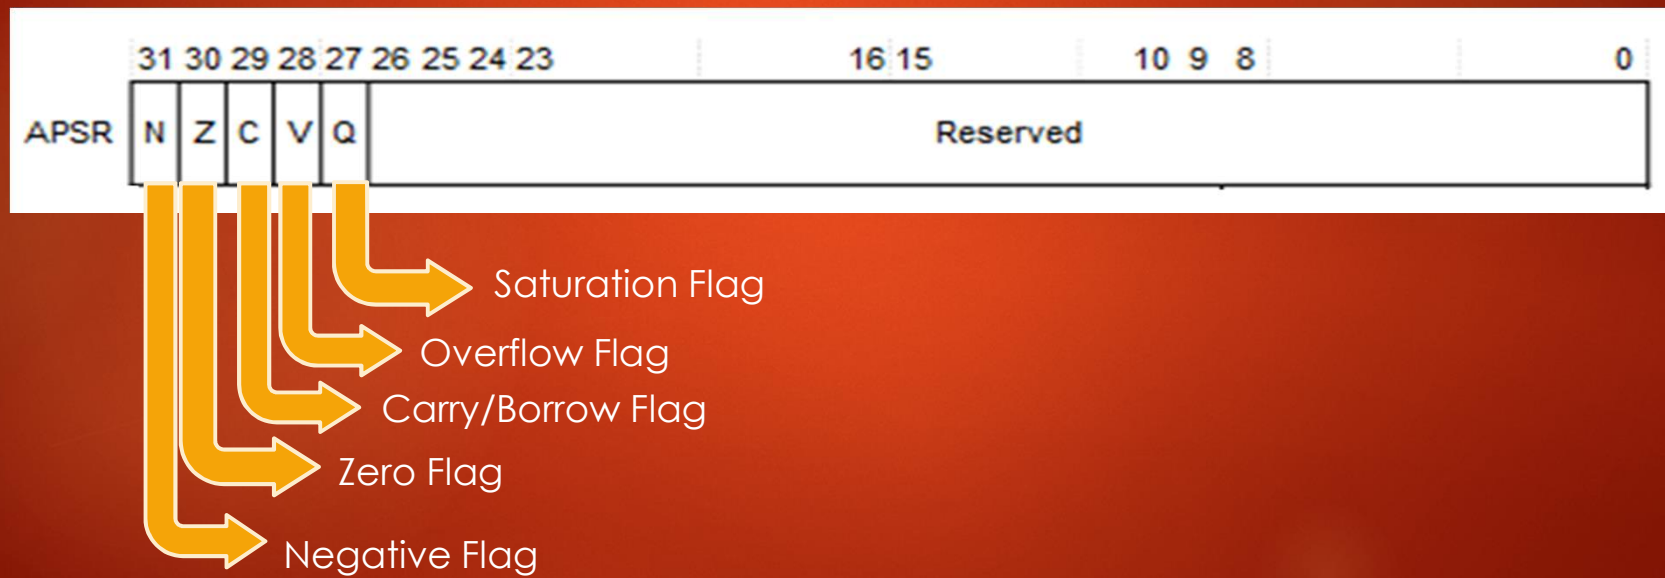 31 30 29 28 27 26 25 24 23 16 15 10 9 8 0
APSR N Z C V Q Reserved
Saturation Flag
Overflow Flag
Carry/Borrow Flag
Zero Flag
Negative Flag